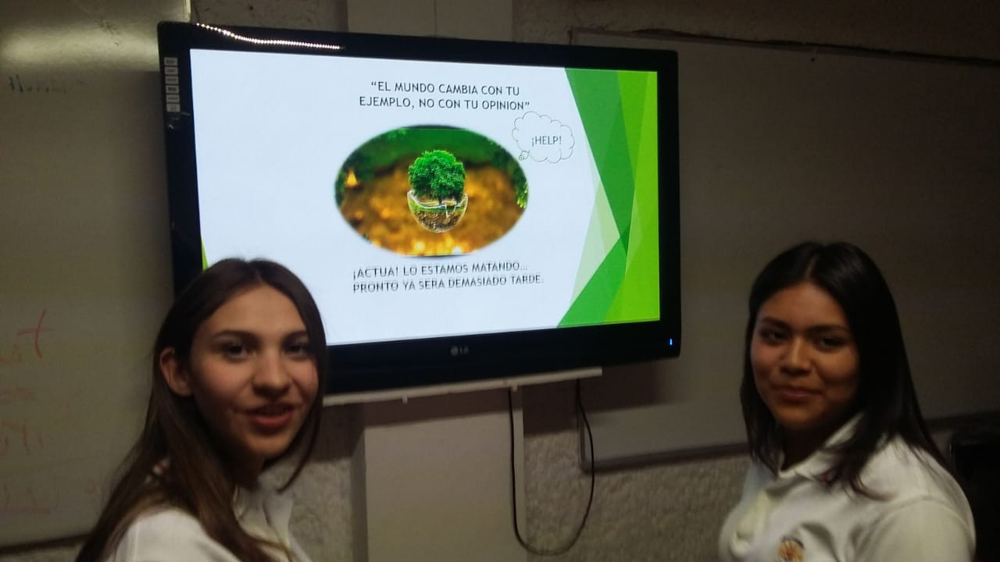 “EL MUNDO CAMBIA CON TU
EJEMPLO, NO CON TU OPINION”
¡HELP!
¡ACTUA! LO ESTAMOS MATANDO...
PRONTO YA SERA DEMASIADO TARDE.
LG